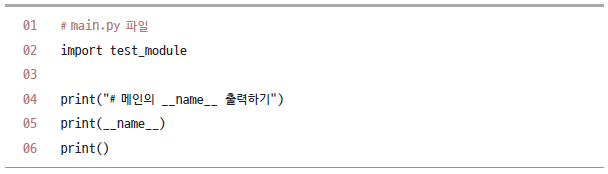 01 # main.py 파일
02 import test_module
03
04 print("# 메인의 __name__ 출력하기")
05 print(__name__)
06 print()